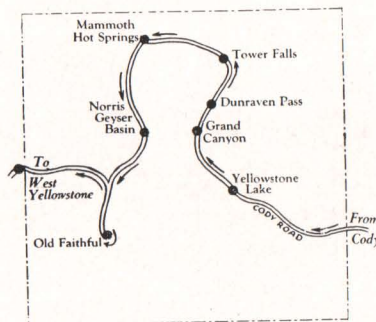 Mammoth
Hot Springs
Tower Falls
Dunraven Pass
Norris
Geyser
Basin
Grand
Canyon
To
West
Yellowstone
Yellowstone
Lake
CODY ROAD
From
Cody
Old Faithful